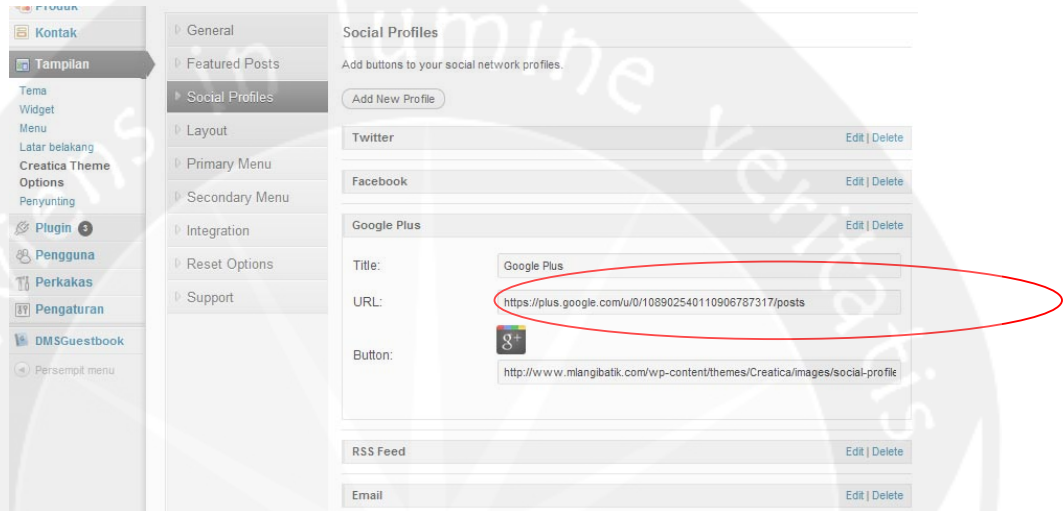 Produk
Kontak
Tampilan
Tema
Widget
Menu
Latar belakang
Creatica Theme
Options
Penyunting
Plugin 3
Pengguna
Perkakas
Pengaturan
DMSGuestbook
Persempit menu
General
Featured Posts
Social Profiles
Layout
Primary Menu
Secondary Menu
Integration
Reset Options
Support
Social Profiles
Add buttons to your social network profiles.
Add New Profile
Twitter Edit | Delete
Facebook Edit | Delete
Google Plus Edit | Delete
Title: Google Plus
URL: https://plus.google.com/u/0/108902540110906787317/posts
g+
Button:
http://www.mlangibatik.com/wp-content/themes/Creatica/images/social-profile
RSS Feed Edit | Delete
Email Edit | Delete
in lumine veritatis